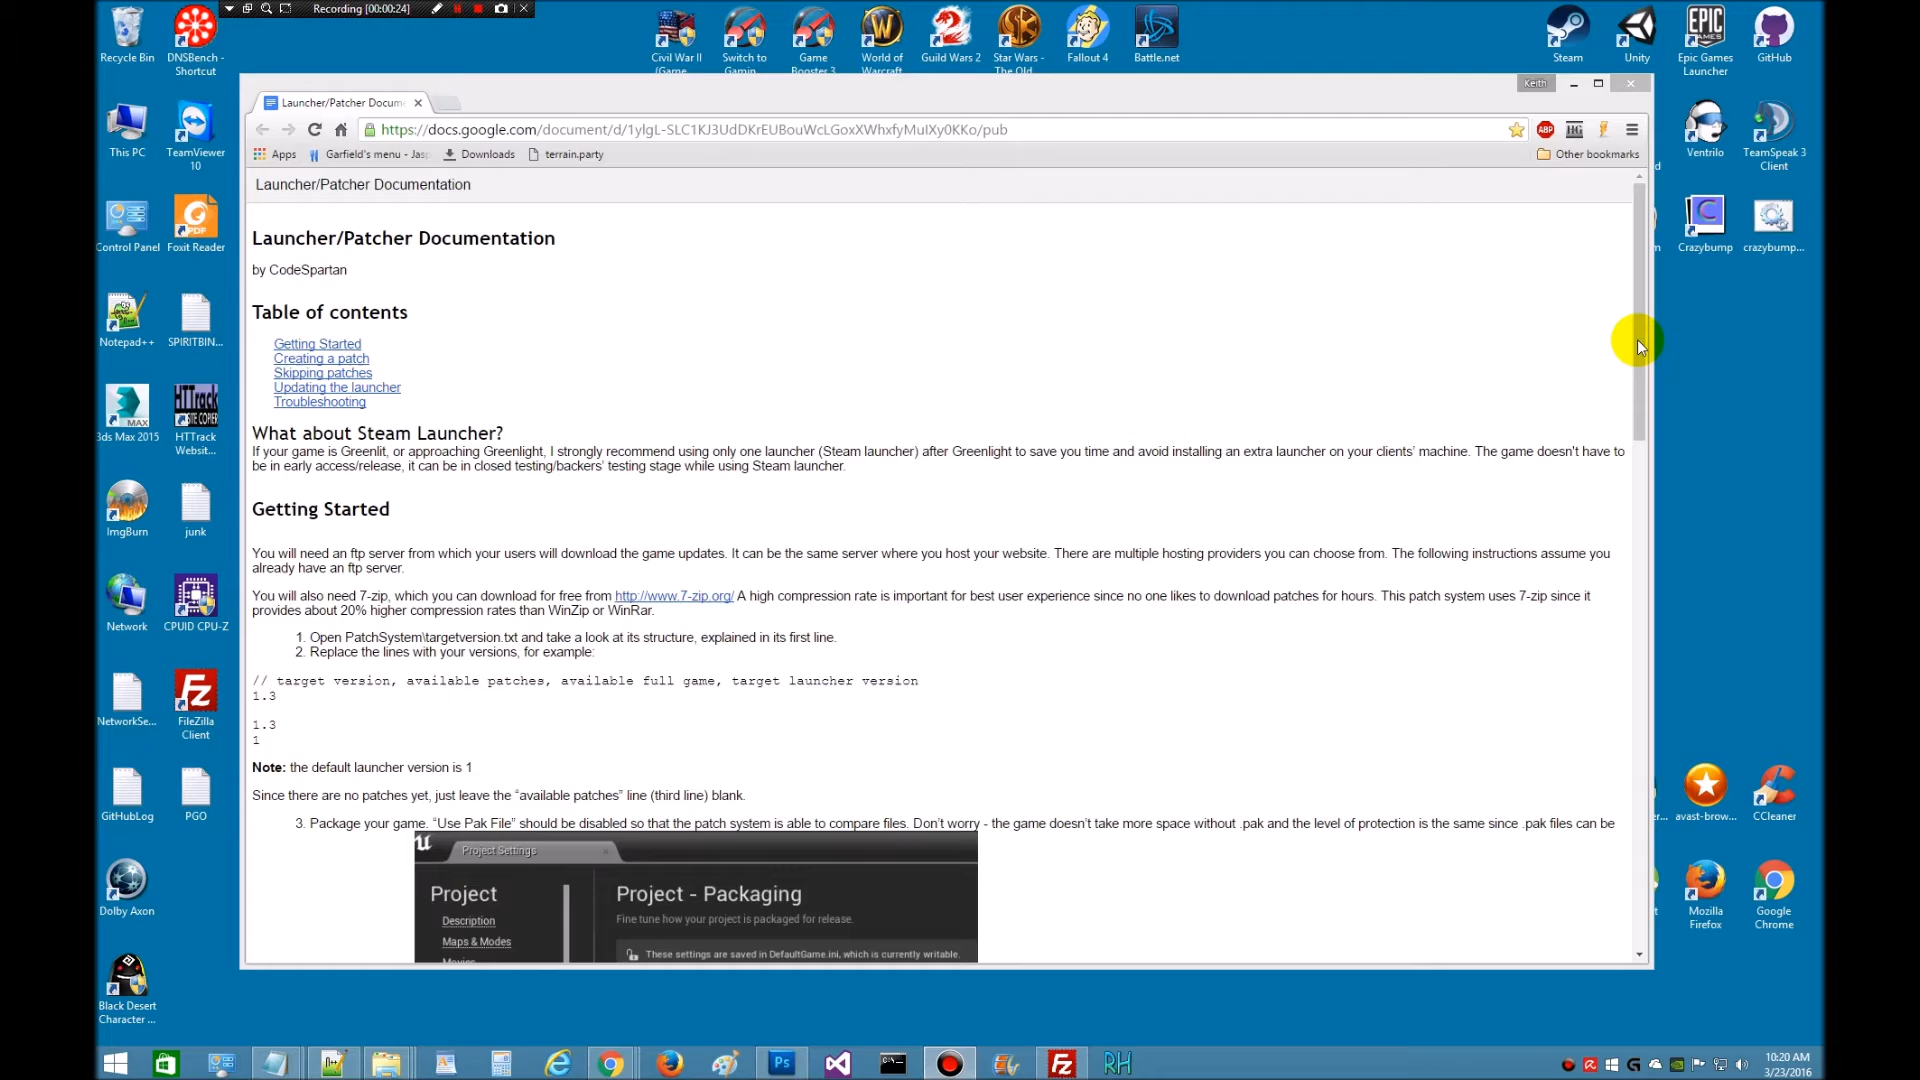 Recording [00:00:24]
Recycle Bin
DNSBench - Shortcut
Civil War II (Game
Switch to Gamin
Game Booster 3
World of Warcraft
Guild Wars 2
Star Wars - The Old
Fallout 4
Battle.net
Steam
Unity
Epic Games Launcher
GitHub
Keith
Launcher/Patcher Docum
https://docs.google.com/document/d/1ylgL-SLC1KJ3UdDKrEUBouWcLGoxXWhxfyMuIXy0KKo/pub
ABP
Apps
Garfield's menu - Jasp
Downloads
terrain.party
Other bookmarks
This PC
TeamViewer 10
Ventrilo
TeamSpeak 3 Client
Launcher/Patcher Documentation
Launcher/Patcher Documentation
by CodeSpartan
Control Panel
Foxit Reader
Crazybump
crazybump...
Table of contents
Getting Started
Creating a patch
Skipping patches
Updating the launcher
Troubleshooting
Notepad++
SPIRITBIN...
3ds Max 2015
HTTrack Websit...
What about Steam Launcher?
If your game is Greenlit, or approaching Greenlight, I strongly recommend using only one launcher (Steam launcher) after Greenlight to save you time and avoid installing an extra launcher on your clients' machine. The game doesn't have to
be in early access/release, it can be in closed testing/backers' testing stage while using Steam launcher.
Getting Started
ImgBurn
junk
You will need an ftp server from which your users will download the game updates. It can be the same server where you host your website. There are multiple hosting providers you can choose from. The following instructions assume you
already have an ftp server.
You will also need 7-zip, which you can download for free from http://www.7-zip.org/ A high compression rate is important for best user experience since no one likes to download patches for hours. This patch system uses 7-zip since it
provides about 20% higher compression rates than WinZip or WinRar.
Network
CPUID CPU-Z
1. Open PatchSystem\targetversion.txt and take a look at its structure, explained in its first line.
2. Replace the lines with your versions, for example:
// target version, available patches, available full game, target launcher version
1.3
1.3
1
NetworkSe...
FileZilla Client
Note: the default launcher version is 1
Since there are no patches yet, just leave the “available patches” line (third line) blank.
3. Package your game. “Use Pak File” should be disabled so that the patch system is able to compare files. Don't worry - the game doesn't take more space without .pak and the level of protection is the same since .pak files can be
GitHubLog
PGO
avast-brow...
CCleaner
Project Settings
Project
Description
Maps & Modes
Movies
Project - Packaging
Fine tune how your project is packaged for release.
These settings are saved in DefaultGame.ini, which is currently writable.
Dolby Axon
Mozilla Firefox
Google Chrome
Black Desert Character ...
Ps
Fz
RH
10:20 AM
3/23/2016